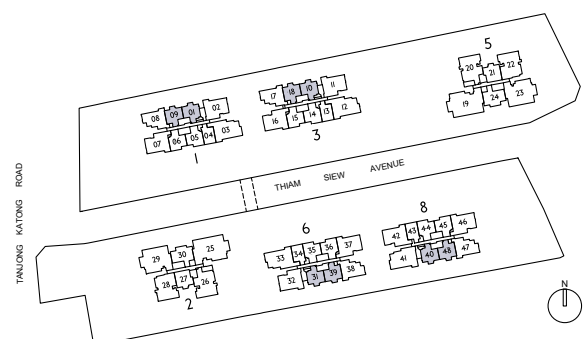 5
20 21 22
19 24 23
17 18 10 11
16 15 14 13 12
3
08 09 01 02
07 06 05 04 03
1
TANJONG KATONG ROAD
THIAM SIEW AVENUE
8
42 43 44 45 46
41 40 48 47
6
33 34 35 36 37
32 31 39 38
29 30 25
28 27 26
2
N